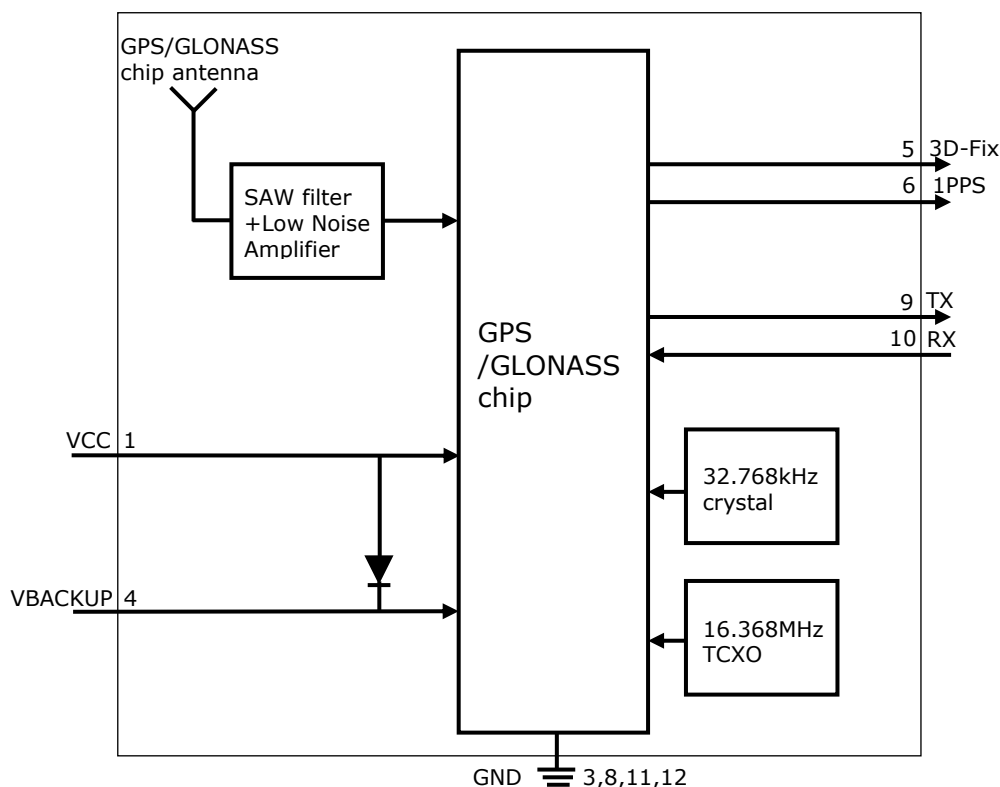 GPS/GLONASS
chip antenna
SAW filter
+Low Noise
Amplifier
GPS
/GLONASS
chip
5 3D-Fix
6 1PPS
9 TX
10 RX
VCC 1
32.768kHz
crystal
VBACKUP 4
16.368MHz
TCXO
GND 3,8,11,12